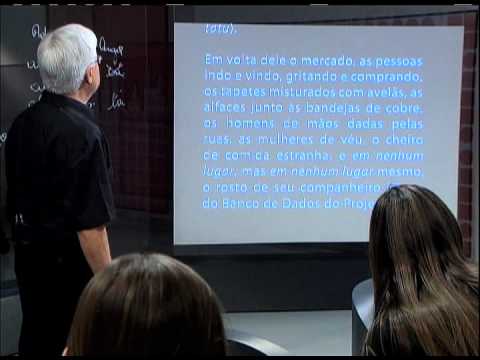 totu).
Em volta dele o mercado, as pessoas
indo e vindo, gritando e comprando,
os tapetes misturados com avelãs, as
alfaces junto às bandejas de cobre,
os homens de mãos dadas pelas
ruas, as mulheres de véu, o cheiro
de comida estranha, e em nenhum
lugar, mas em nenhum lugar mesmo,
o rosto de seu companheiro
do Banco de Dados do Proje